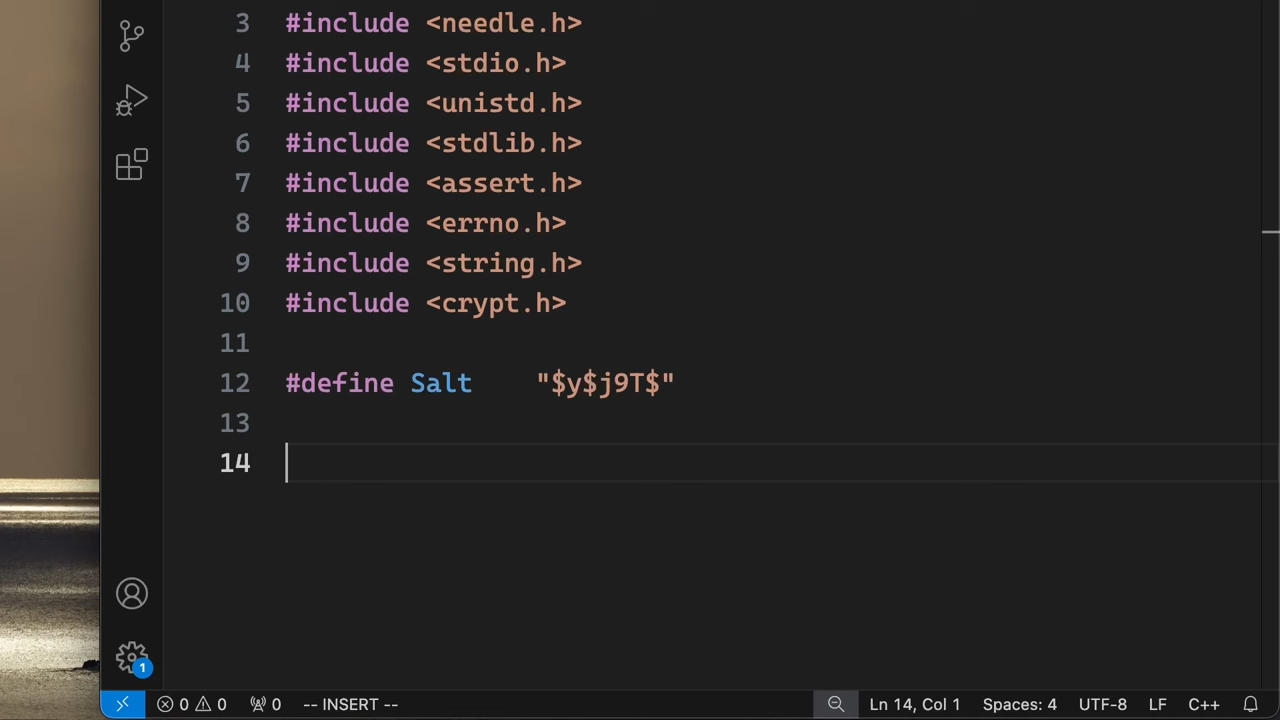 3 #include <needle.h>
4 #include <stdio.h>
5 #include <unistd.h>
6 #include <stdlib.h>
7 #include <assert.h>
8 #include <errno.h>
9 #include <string.h>
10 #include <crypt.h>
11
12 #define Salt "$y$j9T$"
13
14
1
0 0 0 -- INSERT -- Ln 14, Col 1 Spaces: 4 UTF-8 LF C++